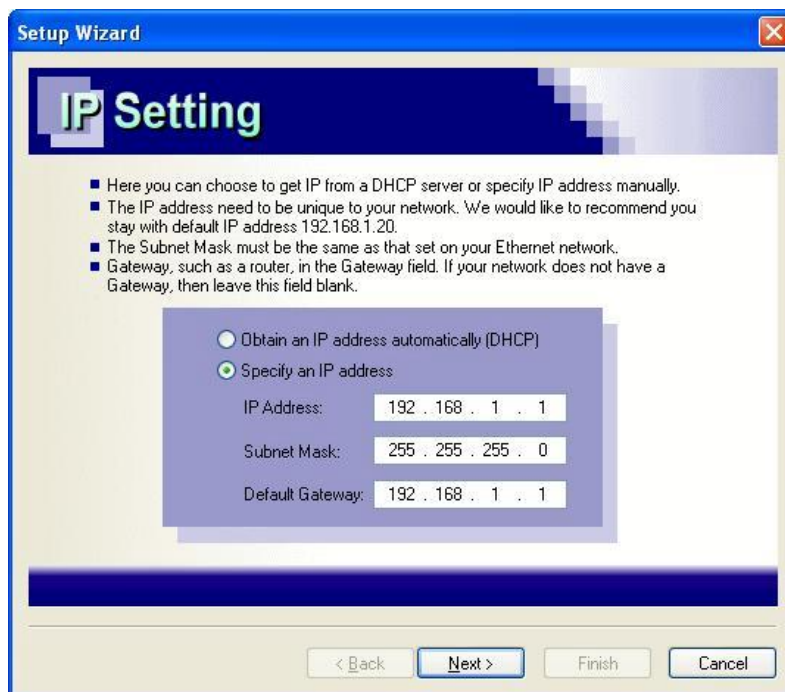 Setup Wizard
IP Setting
Here you can choose to get IP from a DHCP server or specify IP address manually.
The IP address need to be unique to your network. We would like to recommend you
stay with default IP address 192.168.1.20.
The Subnet Mask must be the same as that set on your Ethernet network.
Gateway, such as a router, in the Gateway field. If your network does not have a
Gateway, then leave this field blank.
Obtain an IP address automatically (DHCP)
Specify an IP address
IP Address: 192 . 168 . 1 . 1
Subnet Mask: 255 . 255 . 255 . 0
Default Gateway: 192 . 168 . 1 . 1
< Back Next > Finish Cancel